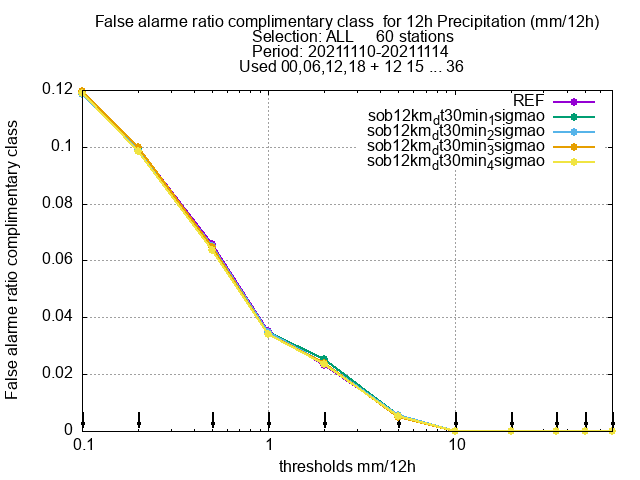 False alarme ratio complimentary class  for 12h Precipitation (mm/12h)
Selection: ALL     60 stations
Period: 20211110-20211114
Used 00,06,12,18 + 12 15 ... 36
REF
sob12km_dt30min_1sigmao
sob12km_dt30min_2sigmao
sob12km_dt30min_3sigmao
sob12km_dt30min_4sigmao
False alarme ratio complimentary class
0.12
0.1
0.08
0.06
0.04
0.02
0
0.1 1 10
thresholds mm/12h